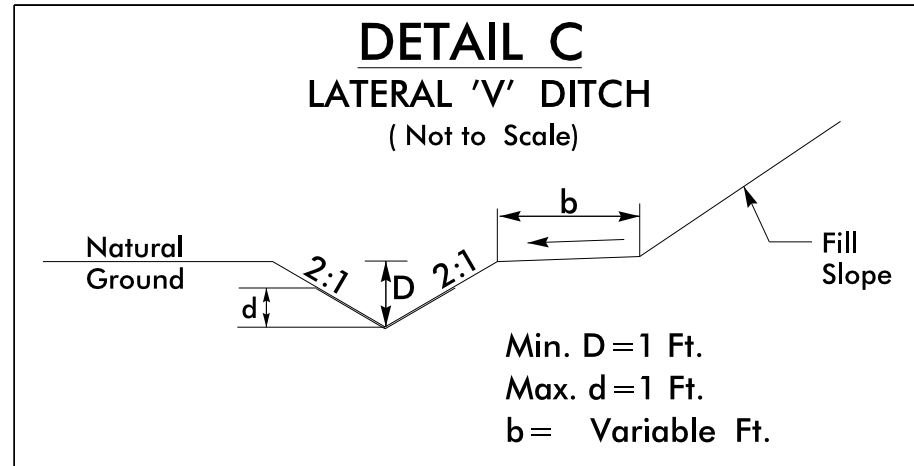 DETAIL C
LATERAL 'V' DITCH
( Not to Scale)
b
Natural
Ground
2:1
D
2:1
d
Fill
Slope
Min. D=1 Ft.
Max. d=1 Ft.
b= Variable Ft.